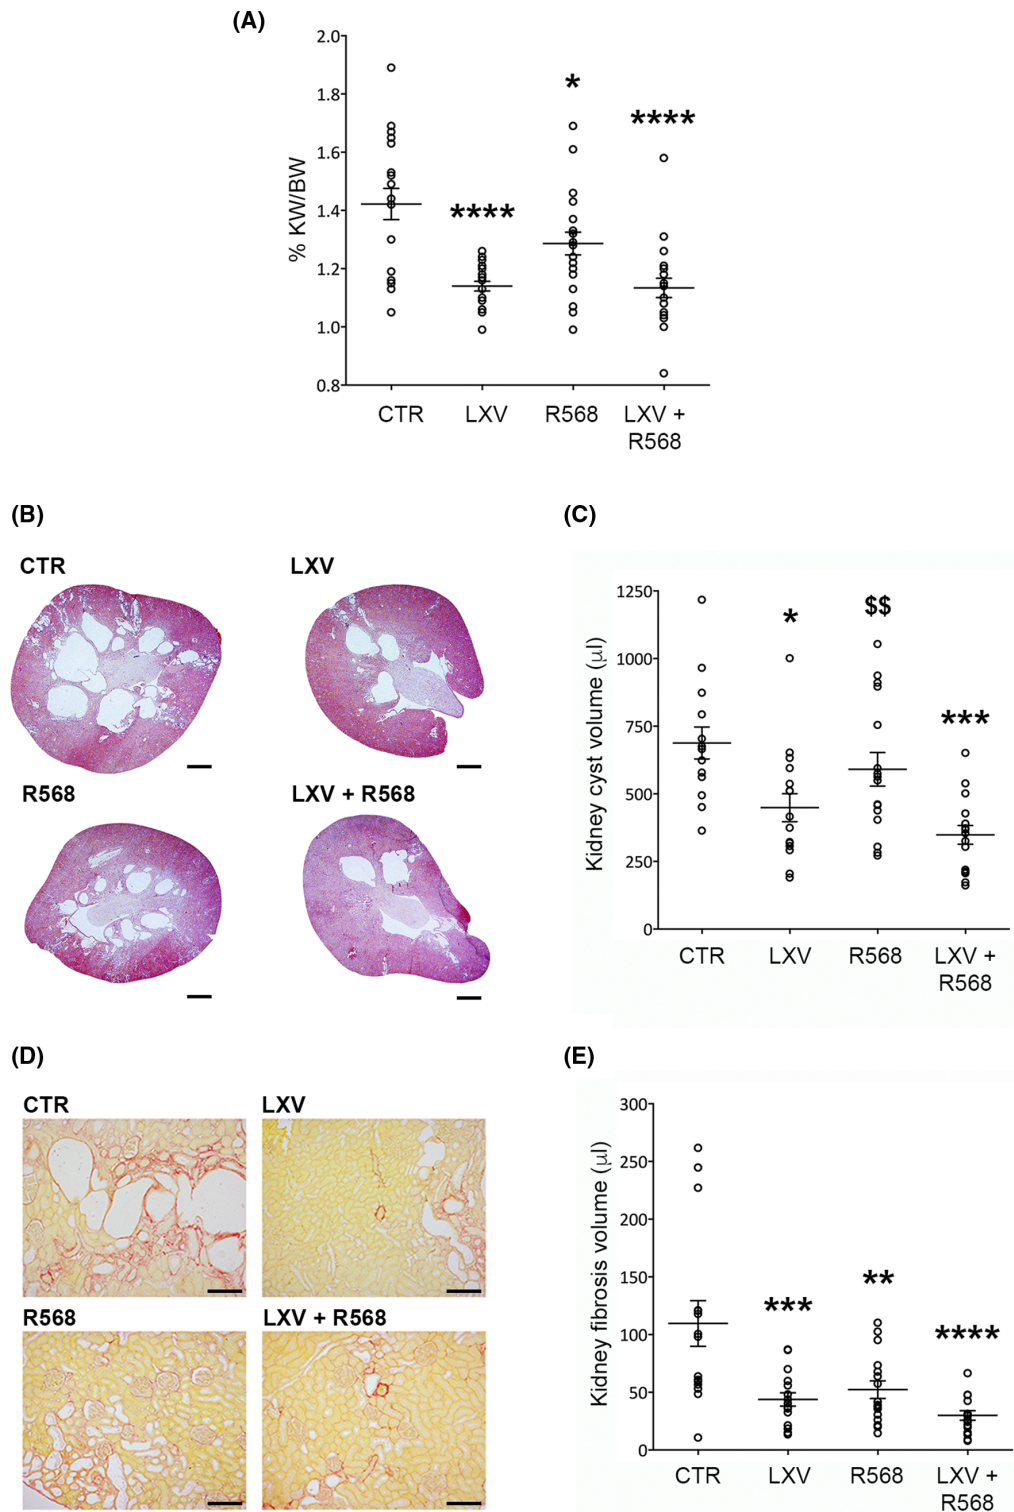 (A)
% KW/BW
2.0
1.8
1.6
1.4
1.2
1.0
0.8
****
*
****
CTR
LXV
R568
LXV +
R568
(B)
CTR
LXV
R568
LXV + R568
(C)
Kidney cyst volume (µl)
1250
1000
750
500
250
0
*
$$
***
CTR
LXV
R568
LXV +
R568
(D)
CTR
LXV
R568
LXV + R568
(E)
Kidney fibrosis volume (µl)
300
250
200
150
100
50
0
***
**
****
CTR
LXV
R568
LXV +
R568